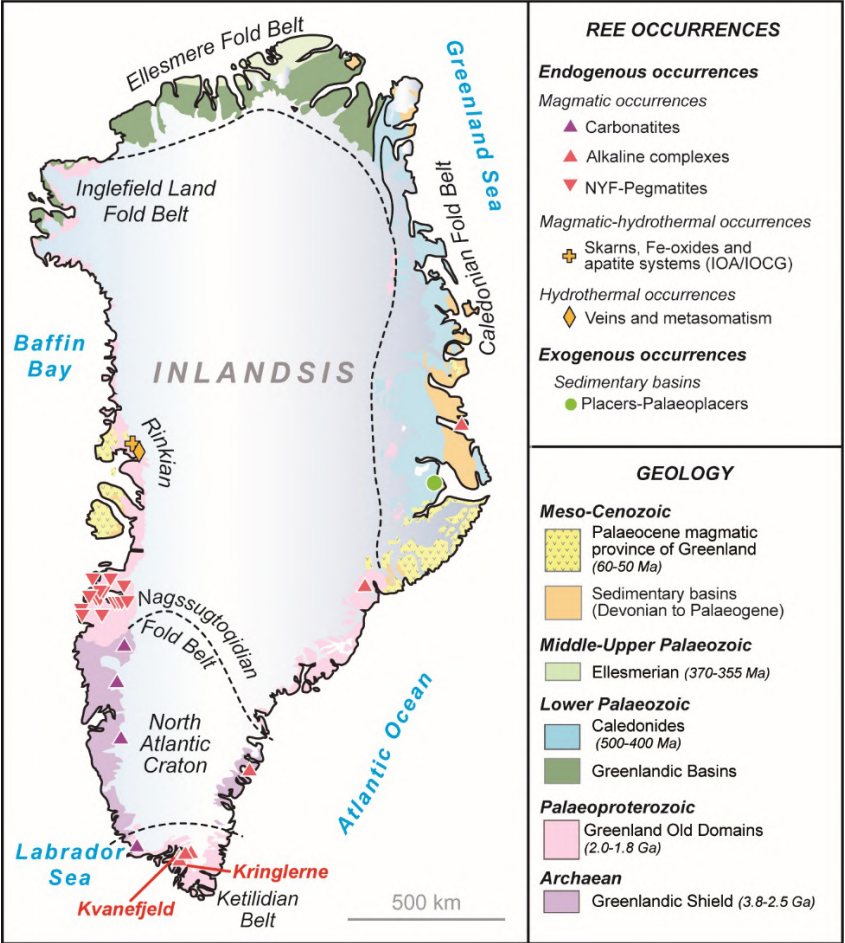 Ellesmere Fold Belt
Greenland Sea
Inglefield Land
Fold Belt
Caledonian Fold Belt
Baffin
Bay
INLANDSIS
Rinkian
Nagssugtoqidian
Fold Belt
North
Atlantic
Craton
Atlantic Ocean
Labrador
Sea
Kringlerne
Kvanefjeld
Ketilidian
Belt
500 km
REE OCCURRENCES
Endogenous occurrences
Magmatic occurrences
Carbonatites
Alkaline complexes
NYF-Pegmatites
Magmatic-hydrothermal occurrences
Skarns, Fe-oxides and
apatite systems (IOA/IOCG)
Hydrothermal occurrences
Veins and metasomatism
Exogenous occurrences
Sedimentary basins
Placers-Palaeoplacers
GEOLOGY
Meso-Cenozoic
Palaeocene magmatic
province of Greenland
(60-50 Ma)
Sedimentary basins
(Devonian to Palaeogene)
Middle-Upper Palaeozoic
Ellesmerian (370-355 Ma)
Lower Palaeozoic
Caledonides
(500-400 Ma)
Greenlandic Basins
Palaeoproterozoic
Greenland Old Domains
(2.0-1.8 Ga)
Archaean
Greenlandic Shield (3.8-2.5 Ga)